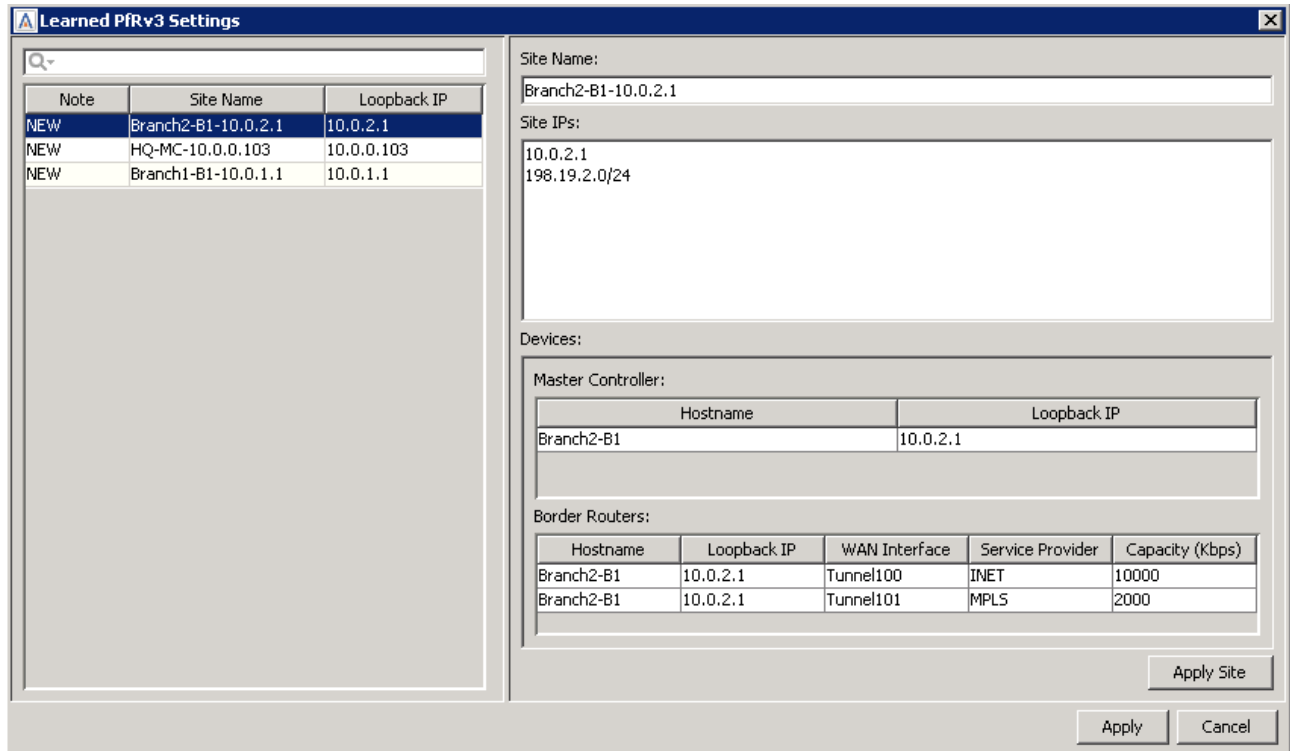 Learned PfRv3 Settings
Note Site Name Loopback IP
NEW Branch2-B1-10.0.2.1 10.0.2.1
NEW HQ-MC-10.0.0.103 10.0.0.103
NEW Branch1-B1-10.0.1.1 10.0.1.1
Site Name:
Branch2-B1-10.0.2.1
Site IPs:
10.0.2.1
198.19.2.0/24
Devices:
Master Controller:
Hostname Loopback IP
Branch2-B1 10.0.2.1
Border Routers:
Hostname Loopback IP WAN Interface Service Provider Capacity (Kbps)
Branch2-B1 10.0.2.1 Tunnel100 INET 10000
Branch2-B1 10.0.2.1 Tunnel101 MPLS 2000
Apply Site
Apply Cancel